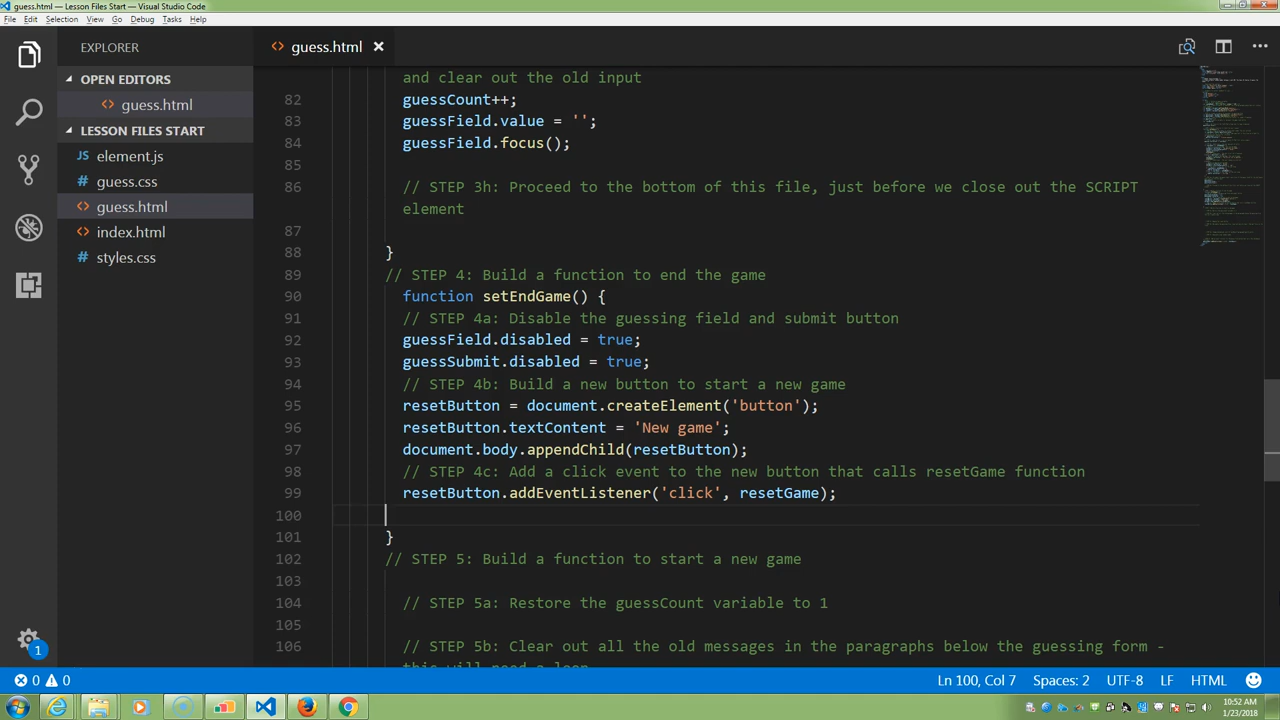 guess.html — Lesson Files Start — Visual Studio Code
File Edit Selection View Go Debug Tasks Help
EXPLORER
OPEN EDITORS
guess.html
LESSON FILES START
JS element.js
# guess.css
guess.html
index.html
# styles.css
1
guess.html
and clear out the old input
82 guessCount++;
83 guessField.value = '';
84 guessField.focus();
85
86 // STEP 3h: Proceed to the bottom of this file, just before we close out the SCRIPT
element
87
88 }
89 // STEP 4: Build a function to end the game
90 function setEndGame() {
91 // STEP 4a: Disable the guessing field and submit button
92 guessField.disabled = true;
93 guessSubmit.disabled = true;
94 // STEP 4b: Build a new button to start a new game
95 resetButton = document.createElement('button');
96 resetButton.textContent = 'New game';
97 document.body.appendChild(resetButton);
98 // STEP 4c: Add a click event to the new button that calls resetGame function
99 resetButton.addEventListener('click', resetGame);
100
101 }
102 // STEP 5: Build a function to start a new game
103
104 // STEP 5a: Restore the guessCount variable to 1
105
106 // STEP 5b: Clear out all the old messages in the paragraphs below the guessing form -
this will need a loop
0 0 Ln 100, Col 7 Spaces: 2 UTF-8 LF HTML
10:52 AM
1/23/2018